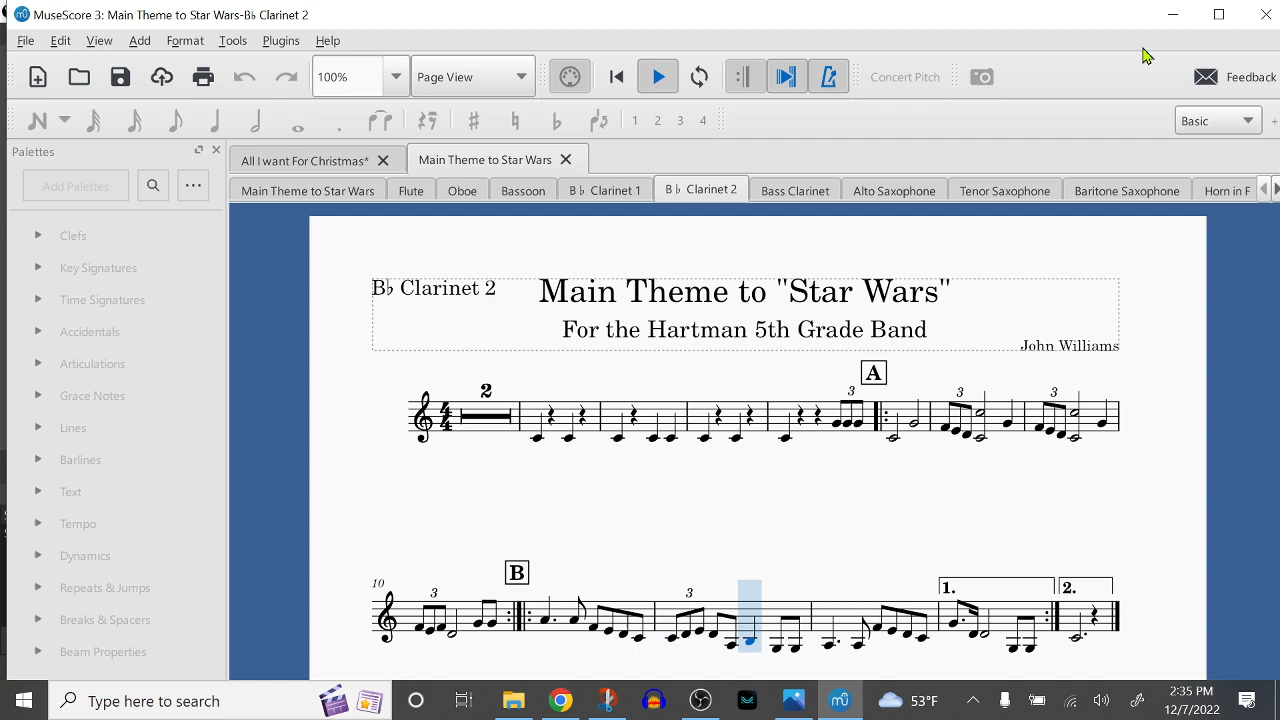 MuseScore 3: Main Theme to Star Wars-B♭ Clarinet 2
File Edit View Add Format Tools Plugins Help
100% Page View Concert Pitch Feedback
1 2 3 4 Basic
Palettes
All I want For Christmas* Main Theme to Star Wars
Add Palettes
Main Theme to Star Wars Flute Oboe Bassoon B♭ Clarinet 1 B♭ Clarinet 2 Bass Clarinet Alto Saxophone Tenor Saxophone Baritone Saxophone Horn in F
Clefs
Key Signatures
Time Signatures
Accidentals
Articulations
Grace Notes
Lines
Barlines
Text
Tempo
Dynamics
Repeats & Jumps
Breaks & Spacers
Beam Properties
B♭ Clarinet 2
Main Theme to "Star Wars"
For the Hartman 5th Grade Band
John Williams
A
2 3 3 3
4
4
B
10 3 3 1. 2.
Type here to search
53°F
2:35 PM
12/7/2022